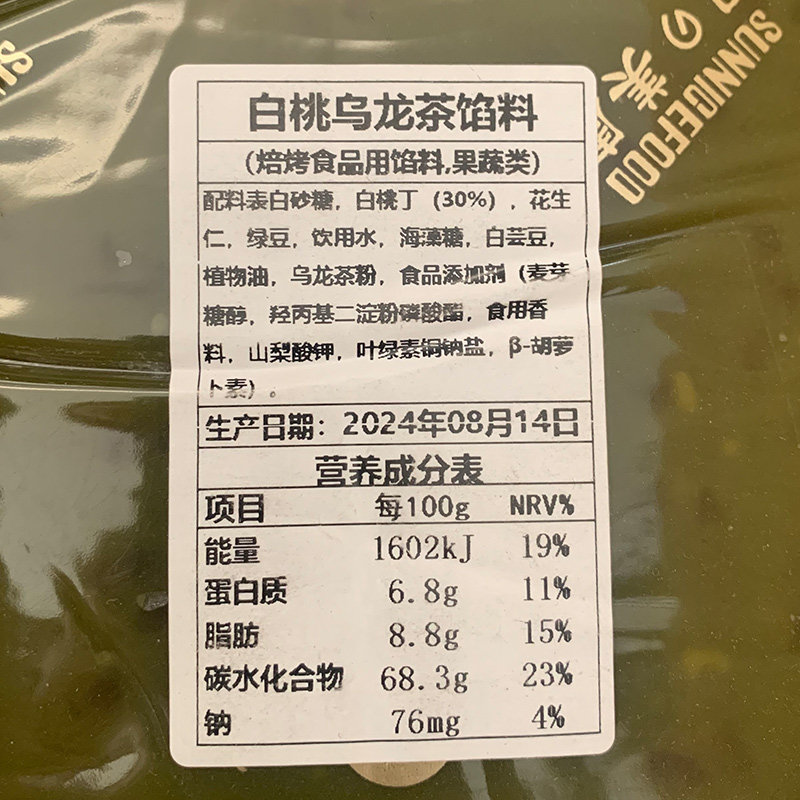 SUNNIGEFOOD
の美
白桃乌龙茶馅料
(焙烤食品用馅料,果蔬类)
配料表白砂糖，白桃丁（30%），花生
仁，绿豆，饮用水，海藻糖，白芸豆，
植物油，乌龙茶粉，食品添加剂（麦芽
糖醇，羟丙基二淀粉磷酸酯，食用香
料，山梨酸钾，叶绿素铜钠盐，β-胡萝
卜素）。
生产日期：2024年08月14日
营养成分表
项目 每100g NRV%
能量 1602kJ 19%
蛋白质 6.8g 11%
脂肪 8.8g 15%
碳水化合物 68.3g 23%
钠 76mg 4%